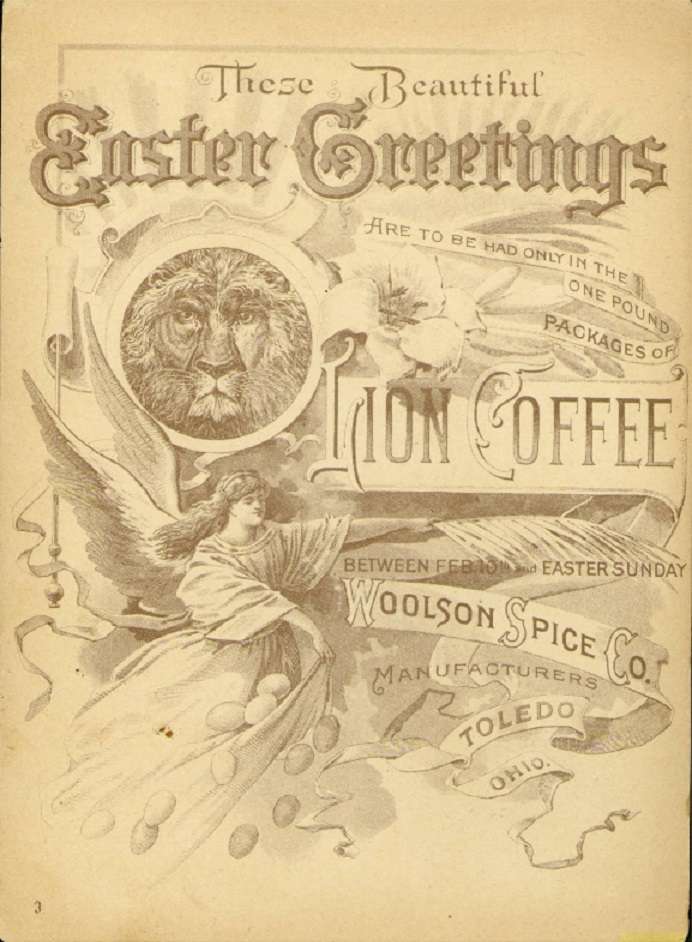 These Beautiful
Easter Greetings
ARE TO BE HAD ONLY IN THE
ONE POUND
PACKAGES OF
LION COFFEE
BETWEEN FEB. 15th and EASTER SUNDAY
WOOLSON SPICE CO.
MANUFACTURERS
TOLEDO
OHIO.
3